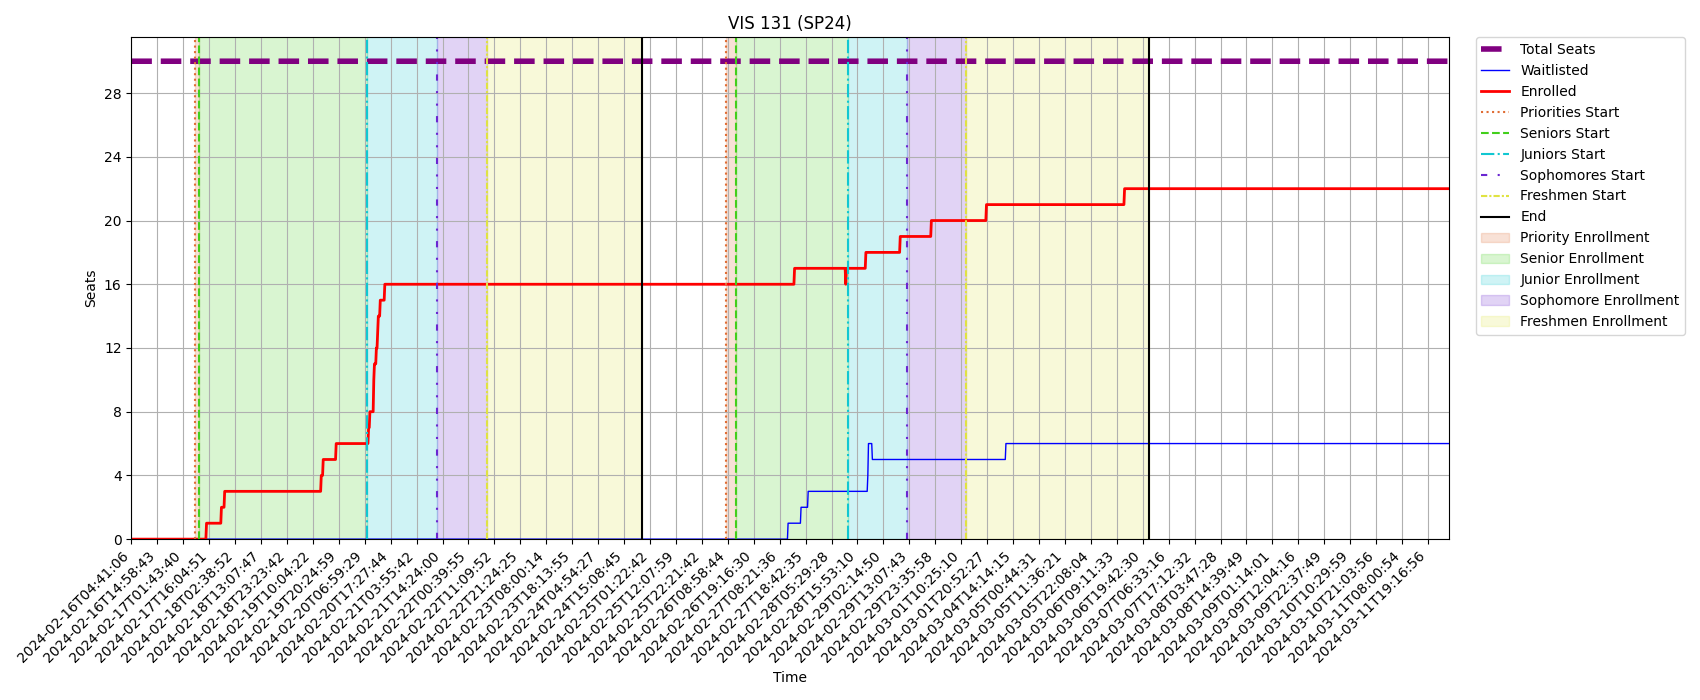 VIS 131 (SP24)
Total Seats
Waitlisted
Enrolled
Priorities Start
Seniors Start
Juniors Start
Sophomores Start
Freshmen Start
End
Priority Enrollment
Senior Enrollment
Junior Enrollment
Sophomore Enrollment
Freshmen Enrollment
Seats
28
24
20
16
12
8
4
0
2024-02-16T04:41:06
2024-02-16T14:58:43
2024-02-17T01:43:40
2024-02-17T16:04:51
2024-02-18T02:38:52
2024-02-18T13:07:47
2024-02-18T23:23:42
2024-02-19T10:04:22
2024-02-19T20:24:59
2024-02-20T06:59:29
2024-02-20T17:27:44
2024-02-21T03:55:42
2024-02-21T14:24:00
2024-02-22T00:39:55
2024-02-22T11:09:52
2024-02-22T21:24:25
2024-02-23T08:00:14
2024-02-23T18:13:55
2024-02-24T04:54:27
2024-02-24T15:08:45
2024-02-25T01:22:42
2024-02-25T12:07:59
2024-02-25T22:21:42
2024-02-26T08:58:44
2024-02-26T19:16:30
2024-02-27T08:21:36
2024-02-27T18:42:35
2024-02-28T05:29:28
2024-02-28T15:53:10
2024-02-29T02:14:50
2024-02-29T13:07:43
2024-02-29T23:35:58
2024-03-01T10:25:10
2024-03-01T20:52:27
2024-03-04T14:14:15
2024-03-05T00:44:31
2024-03-05T11:36:21
2024-03-05T22:08:04
2024-03-06T09:11:33
2024-03-06T19:42:30
2024-03-07T06:33:16
2024-03-07T17:12:32
2024-03-08T03:47:28
2024-03-08T14:39:49
2024-03-09T01:14:01
2024-03-09T12:04:16
2024-03-09T22:37:49
2024-03-10T10:29:59
2024-03-10T21:03:56
2024-03-11T08:00:54
2024-03-11T19:16:56
Time